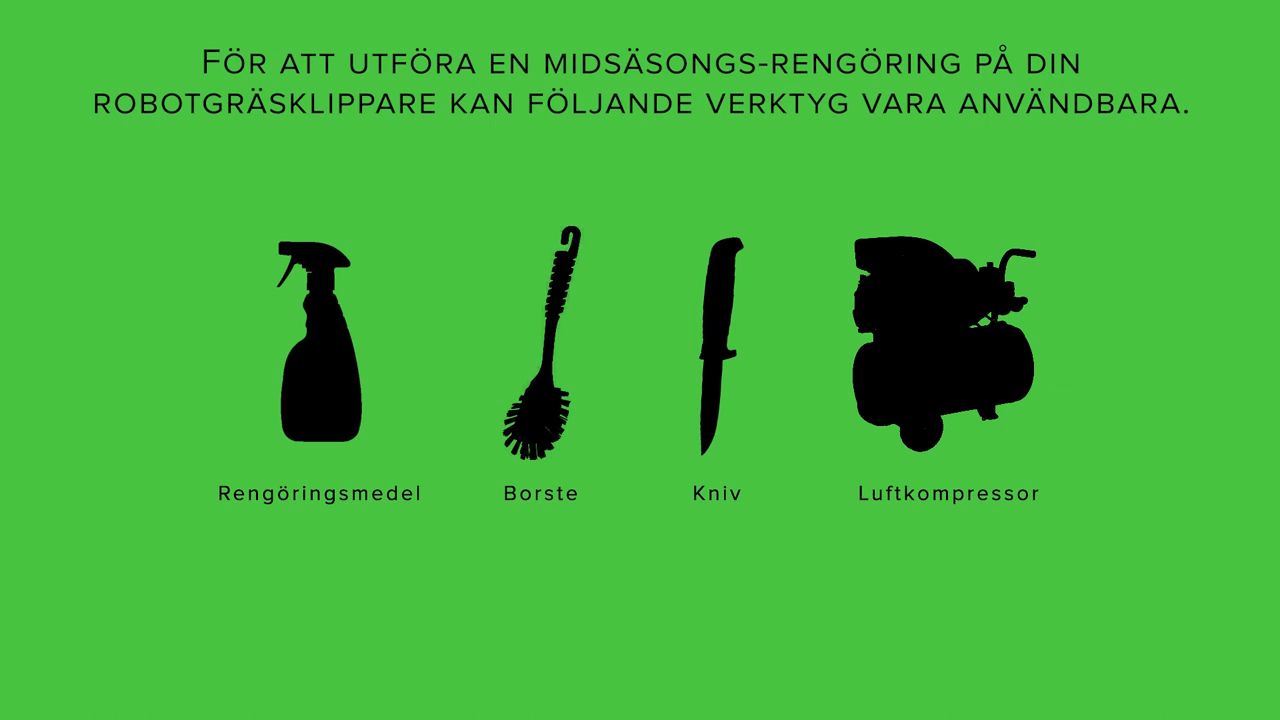 För att utföra en midsäsongs-rengöring på din
robotgräsklippare kan följande verktyg vara användbara.
Rengöringsmedel
Borste
Kniv
Luftkompressor